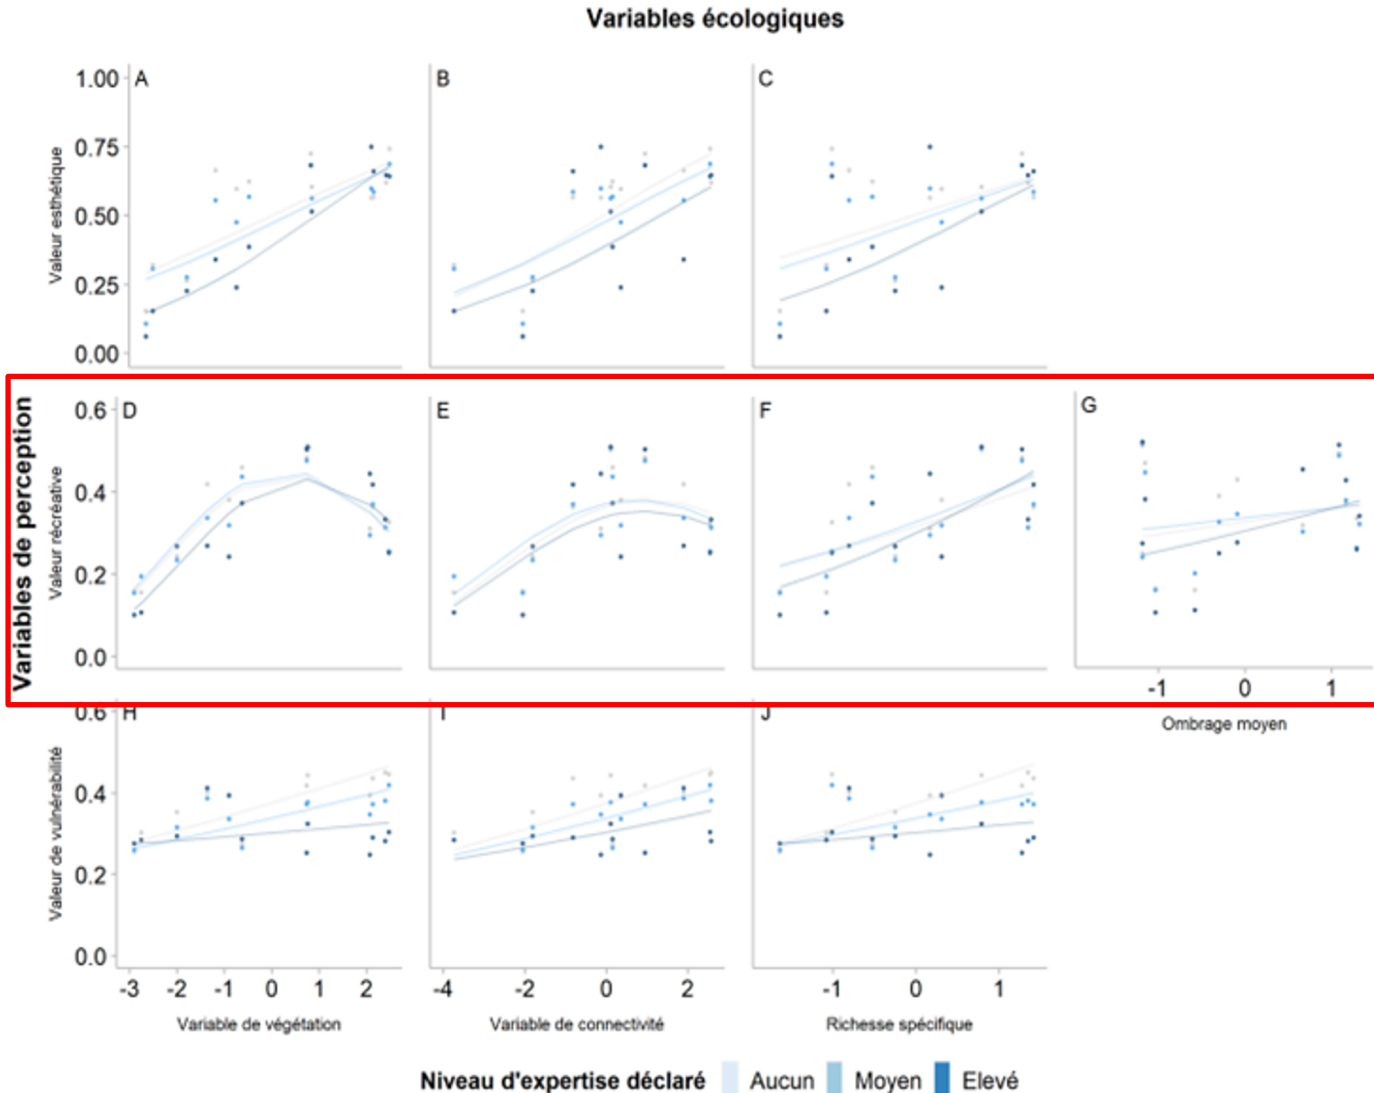 Variables écologiques
A
B
C
1.00
0.75
0.50
0.25
0.00
Valeur esthétique
Variables de perception
D
E
F
G
0.6
0.4
0.2
0.0
Valeur récréative
-1 0 1
Ombrage moyen
H
I
J
0.6
0.4
0.2
0.0
Valeur de vulnérabilité
-3 -2 -1 0 1 2
-4 -2 0 2
-1 0 1
Variable de végétation
Variable de connectivité
Richesse spécifique
Niveau d'expertise déclaré Aucun Moyen Elevé